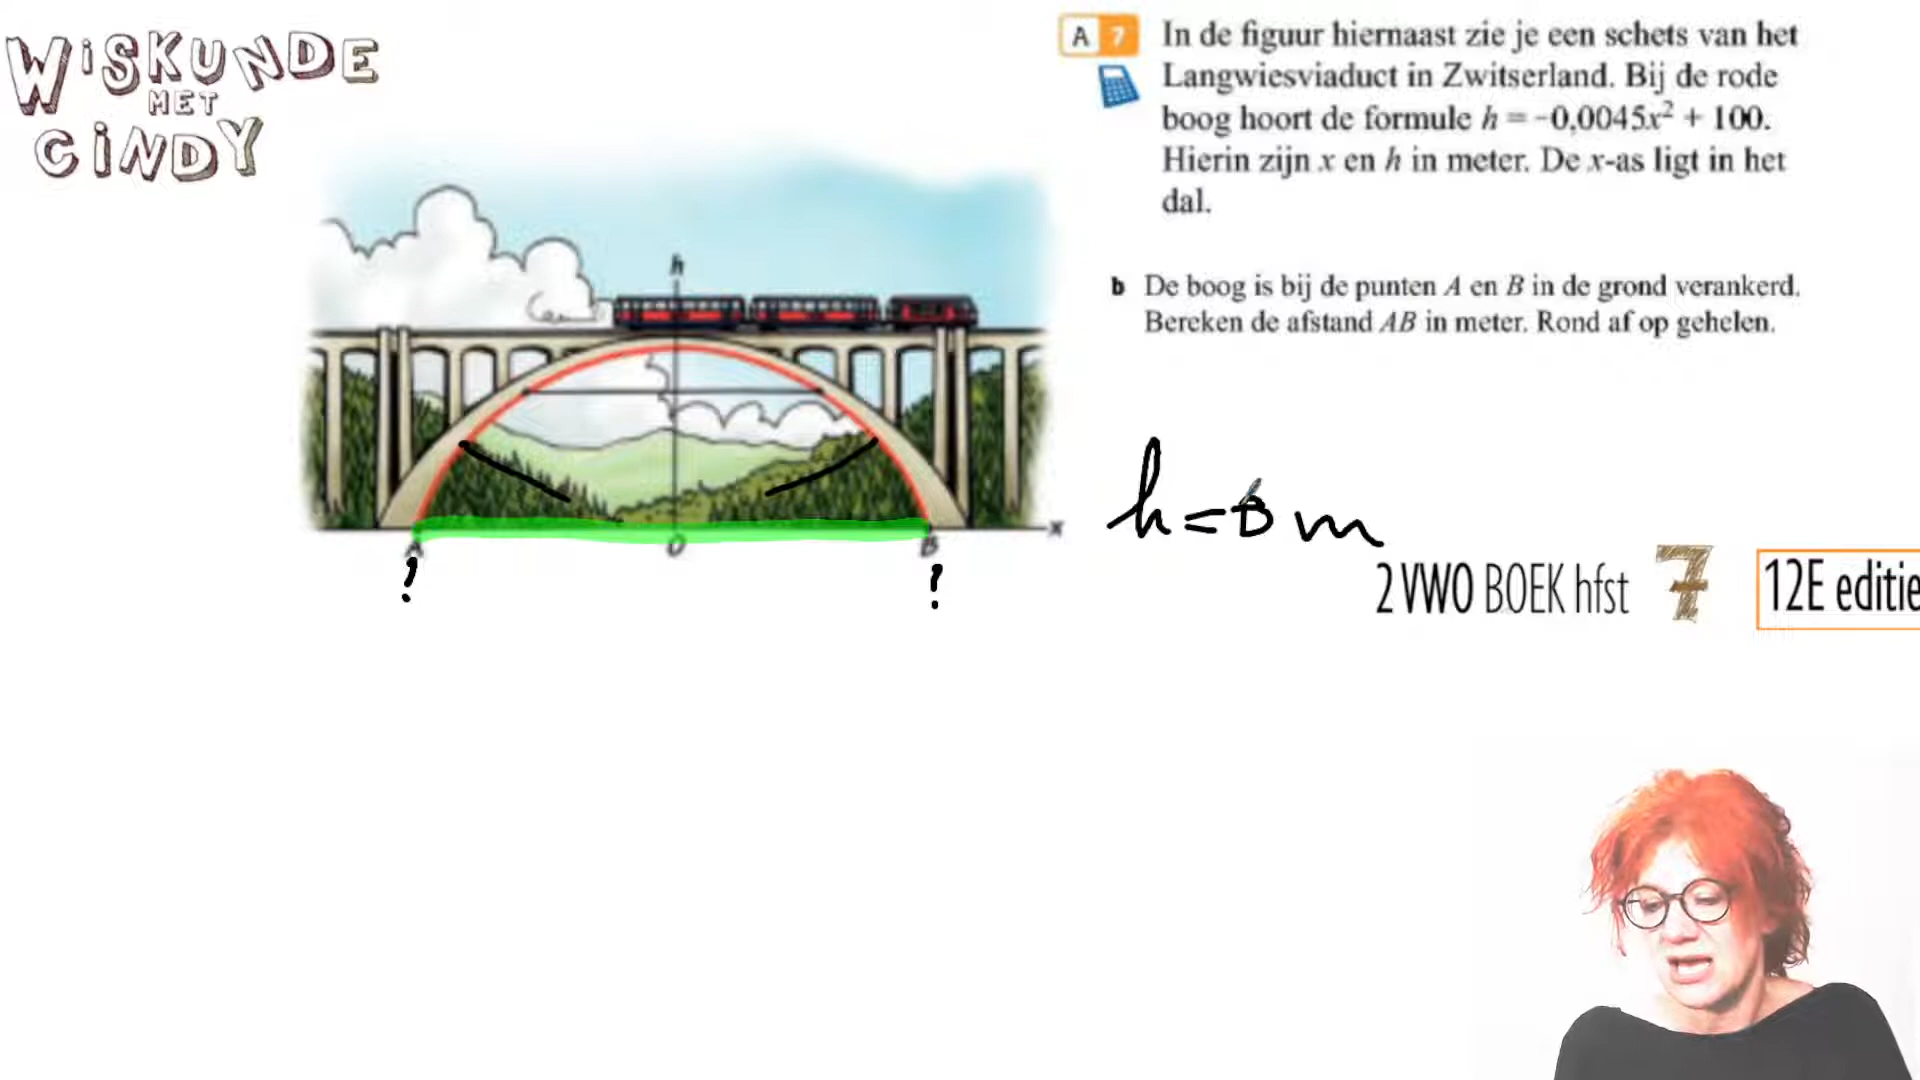 WiSKUNDE
MET
CiNDY
A 7 In de figuur hiernaast zie je een schets van het
Langwiesviaduct in Zwitserland. Bij de rode
boog hoort de formule h = −0,0045x² + 100.
Hierin zijn x en h in meter. De x-as ligt in het
dal.
b De boog is bij de punten A en B in de grond verankerd.
Bereken de afstand AB in meter. Rond af op gehelen.
h
x
A O B
? ?
h = 0 m
2 VWO BOEK hfst 7 12E editie